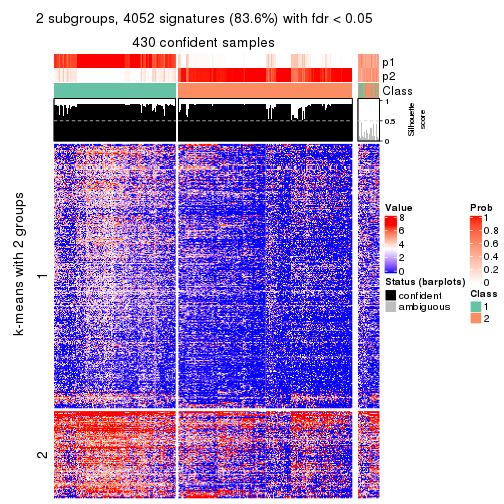 2 subgroups, 4052 signatures (83.6%) with fdr < 0.05
430 confident samples
p1
p2
Class
1
0.5
0
Silhouette
score
k-means with 2 groups
1
2
Value
8
6
4
2
0
Status (barplots)
confident
ambiguous
Prob
1
0.8
0.6
0.4
0.2
0
Class
1
2